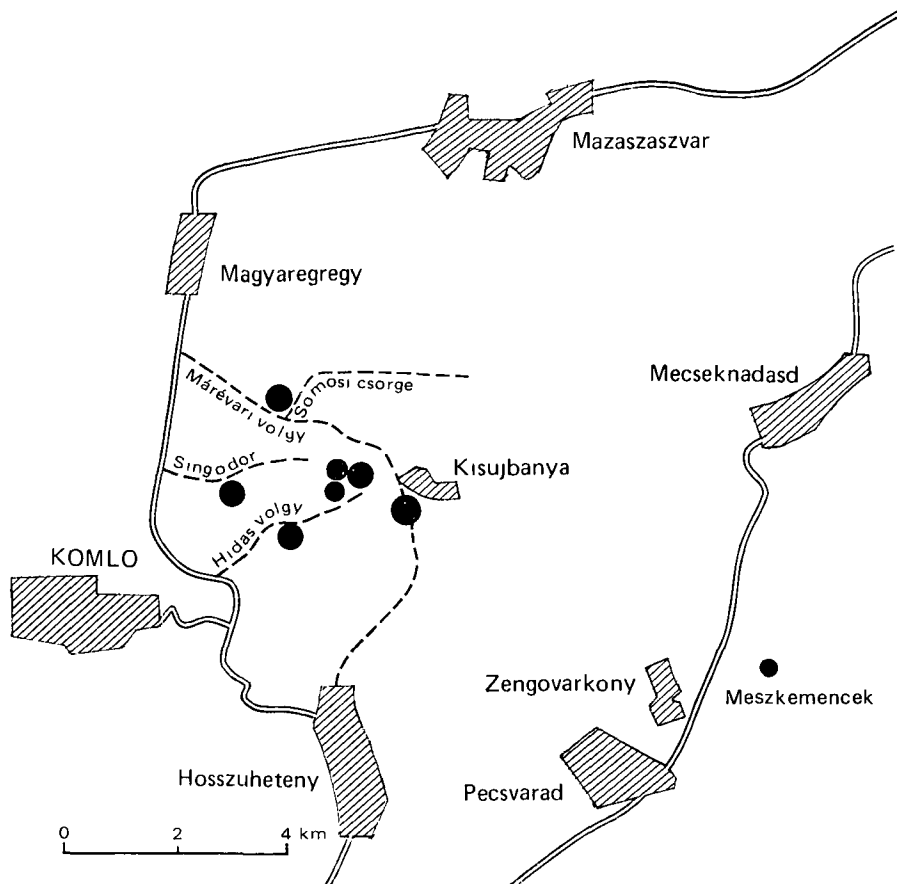 Mazaszaszvar
Magyaregregy
Mecseknadasd
Somosi csorge
Márévari volgy
Singodor
Kisujbanya
Hidas volgy
KOMLO
Zengovarkony
Meszkemencek
Hosszuheteny
Pecsvarad
0 2 4 km